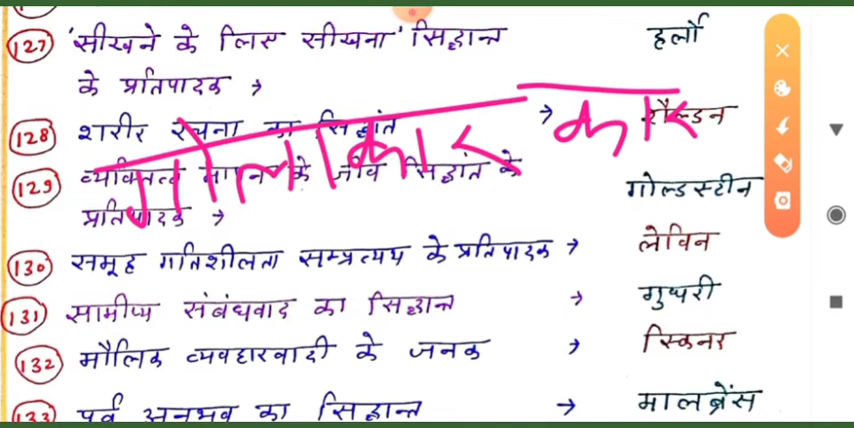 127 'सीखने के लिए सीखना' सिद्धान्त हर्लो
के प्रतिपादक →
128 शरीर रचना का सिद्धांत → शैल्डन
गोलाकार कार
129 व्यक्तित्व मापन के जीव सिद्धांत के
प्रतिपादक → गोल्डस्टीन
130 समूह गतिशीलता सम्प्रत्यय के प्रतिपादक → लेविन
131 सामीप्य संबंधवाद का सिद्धान्त → गुथरी
132 मौलिक व्यवहारवादी के जनक → स्किनर
133 पूर्व अनुभव का सिद्धान्त → मालब्रेंस